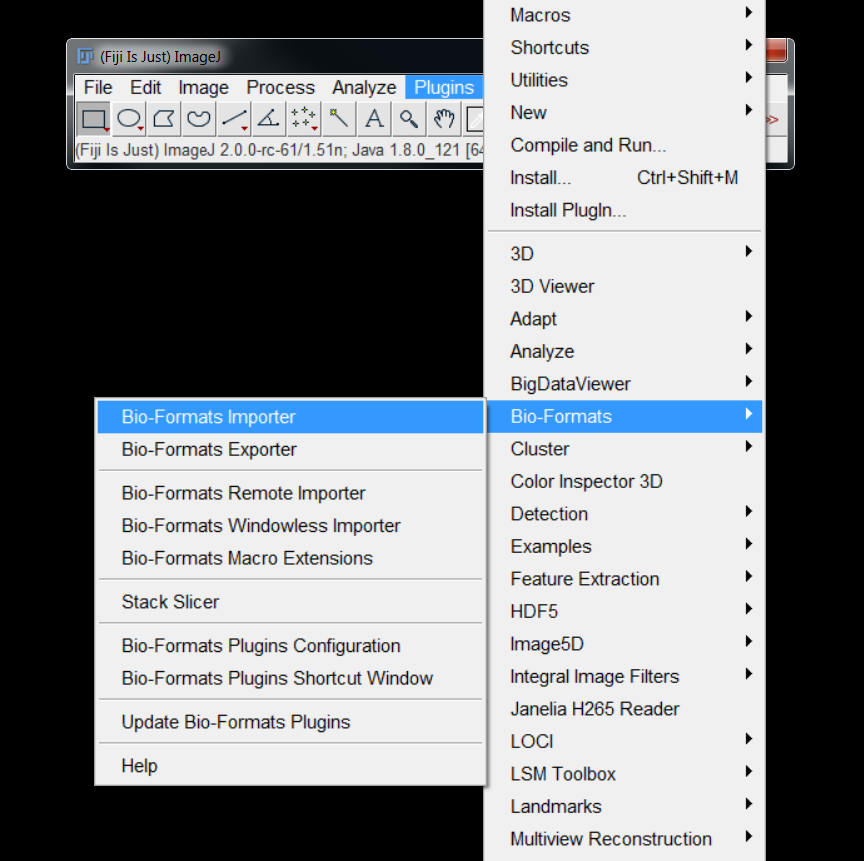 (Fiji Is Just) ImageJ
File Edit Image Process Analyze Plugins
A
(Fiji Is Just) ImageJ 2.0.0-rc-61/1.51n; Java 1.8.0_121 [64
Macros
Shortcuts
Utilities
New
Compile and Run...
Install... Ctrl+Shift+M
Install PlugIn...
3D
3D Viewer
Adapt
Analyze
BigDataViewer
Bio-Formats
Cluster
Color Inspector 3D
Detection
Examples
Feature Extraction
HDF5
Image5D
Integral Image Filters
Janelia H265 Reader
LOCI
LSM Toolbox
Landmarks
Multiview Reconstruction
Bio-Formats Importer
Bio-Formats Exporter
Bio-Formats Remote Importer
Bio-Formats Windowless Importer
Bio-Formats Macro Extensions
Stack Slicer
Bio-Formats Plugins Configuration
Bio-Formats Plugins Shortcut Window
Update Bio-Formats Plugins
Help